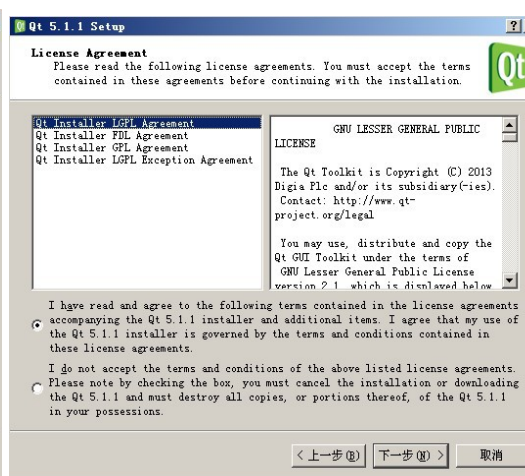 Qt 5.1.1 Setup
License Agreement
Please read the following license agreements. You must accept the terms
contained in these agreements before continuing with the installation.
Qt
Qt Installer LGPL Agreement
Qt Installer FDL Agreement
Qt Installer GPL Agreement
Qt Installer LGPL Exception Agreement
GNU LESSER GENERAL PUBLIC
LICENSE
The Qt Toolkit is Copyright (C) 2013
Digia Plc and/or its subsidiary(-ies).
Contact: http://www.qt-
project.org/legal
You may use, distribute and copy the
Qt GUI Toolkit under the terms of
GNU Lesser General Public License
version 2.1, which is displayed below
I have read and agree to the following terms contained in the license agreements
accompanying the Qt 5.1.1 installer and additional items. I agree that my use of
the Qt 5.1.1 installer is governed by the terms and conditions contained in
these license agreements.
I do not accept the terms and conditions of the above listed license agreements.
Please note by checking the box, you must cancel the installation or downloading
the Qt 5.1.1 and must destroy all copies, or portions thereof, of the Qt 5.1.1
in your possessions.
< 上一步(B)
下一步(N) >
取消